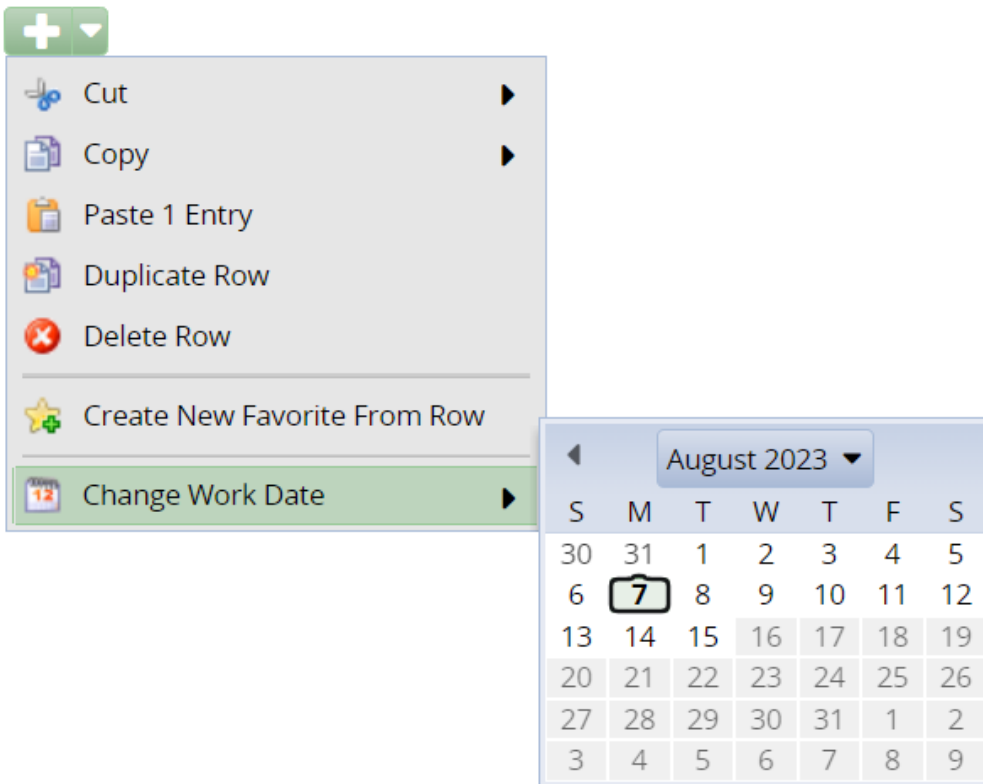 Cut
Copy
Paste 1 Entry
Duplicate Row
Delete Row
Create New Favorite From Row
12 Change Work Date
August 2023
S M T W T F S
30 31 1 2 3 4 5
6 7 8 9 10 11 12
13 14 15 16 17 18 19
20 21 22 23 24 25 26
27 28 29 30 31 1 2
3 4 5 6 7 8 9